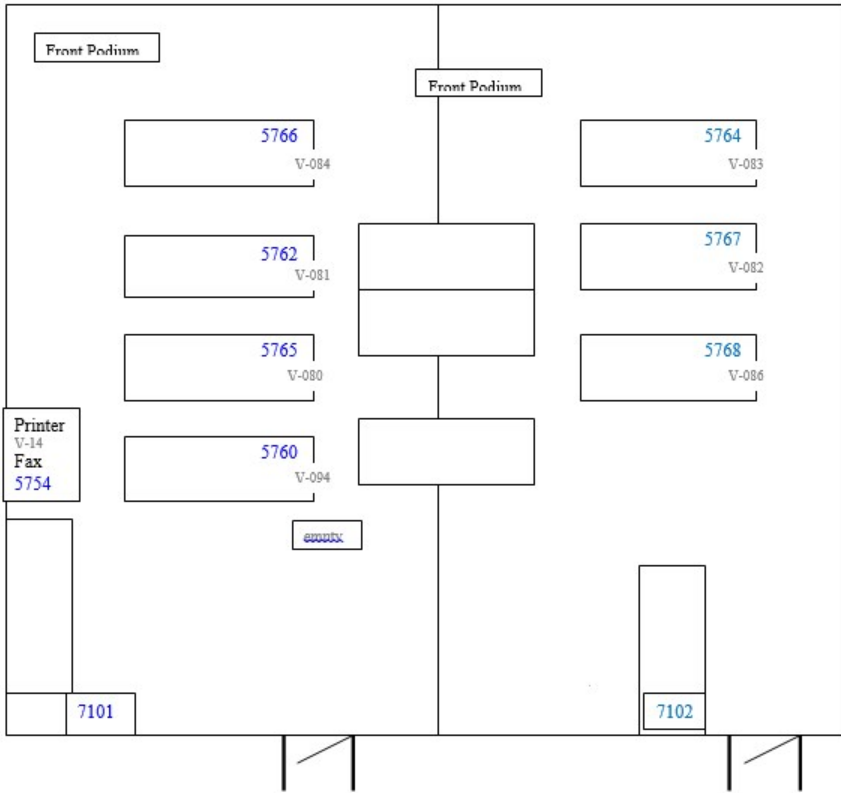 Front Podium
Front Podium
5766
V-084
5764
V-083
5762
V-081
5767
V-082
5765
V-080
5768
V-086
Printer
V-14
Fax
5754
5760
V-094
empty
7101
7102